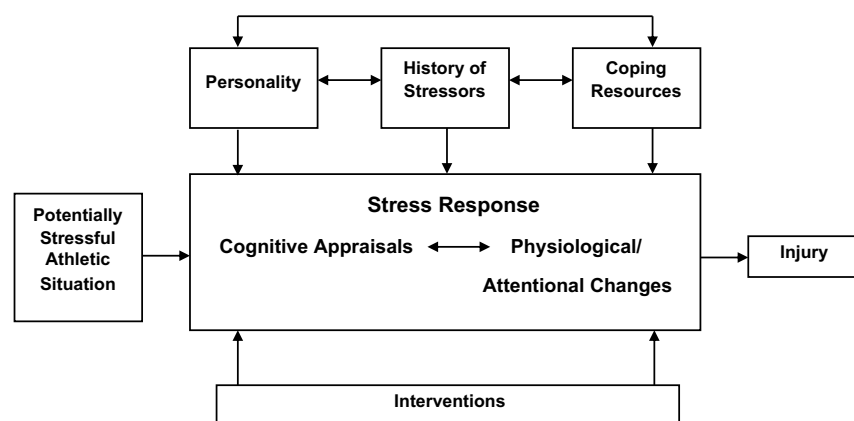 Personality
History of
Stressors
Coping
Resources
Potentially
Stressful
Athletic
Situation
Stress Response
Cognitive Appraisals
Physiological/
Attentional Changes
Injury
Interventions